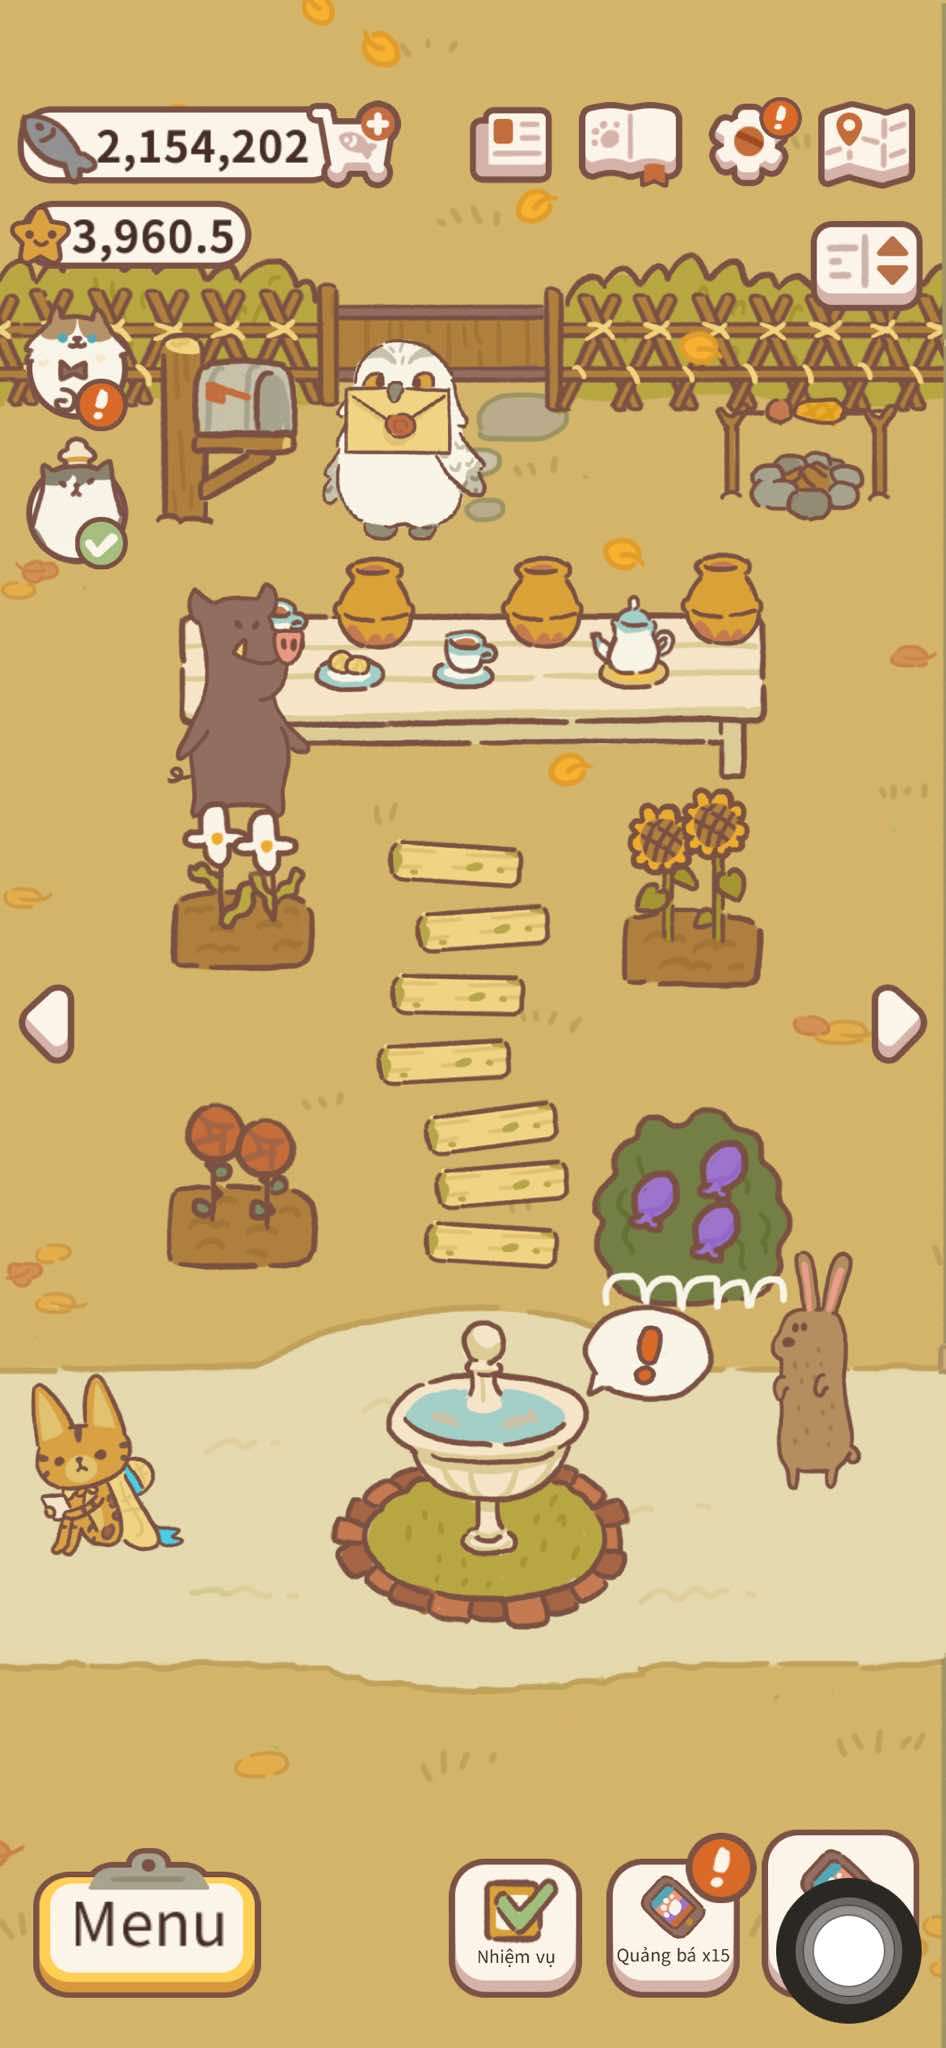 2,154,202
3,960.5
Menu
Nhiệm vụ
Quảng bá x15